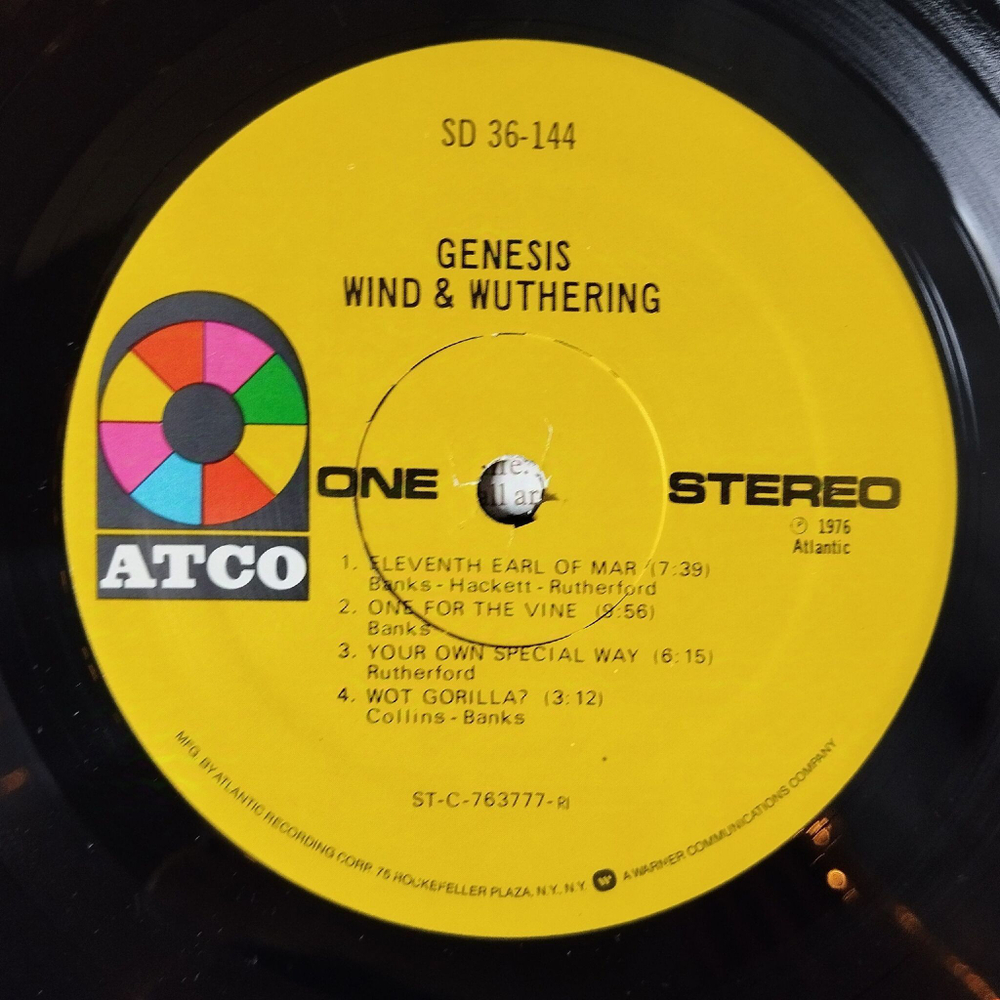 SD 36-144
GENESIS
WIND & WUTHERING
ATCO
ONE
STEREO
Ⓟ 1976
Atlantic
1. ELEVENTH EARL OF MAR (7:39)
Banks - Hackett - Rutherford
2. ONE FOR THE VINE (9:56)
Banks
3. YOUR OWN SPECIAL WAY (6:15)
Rutherford
4. WOT GORILLA? (3:12)
Collins - Banks
ST-C-763777-RI
MFG. BY ATLANTIC RECORDING CORP. 75 ROCKEFELLER PLAZA, N.Y., N.Y. W A WARNER COMMUNICATIONS COMPANY